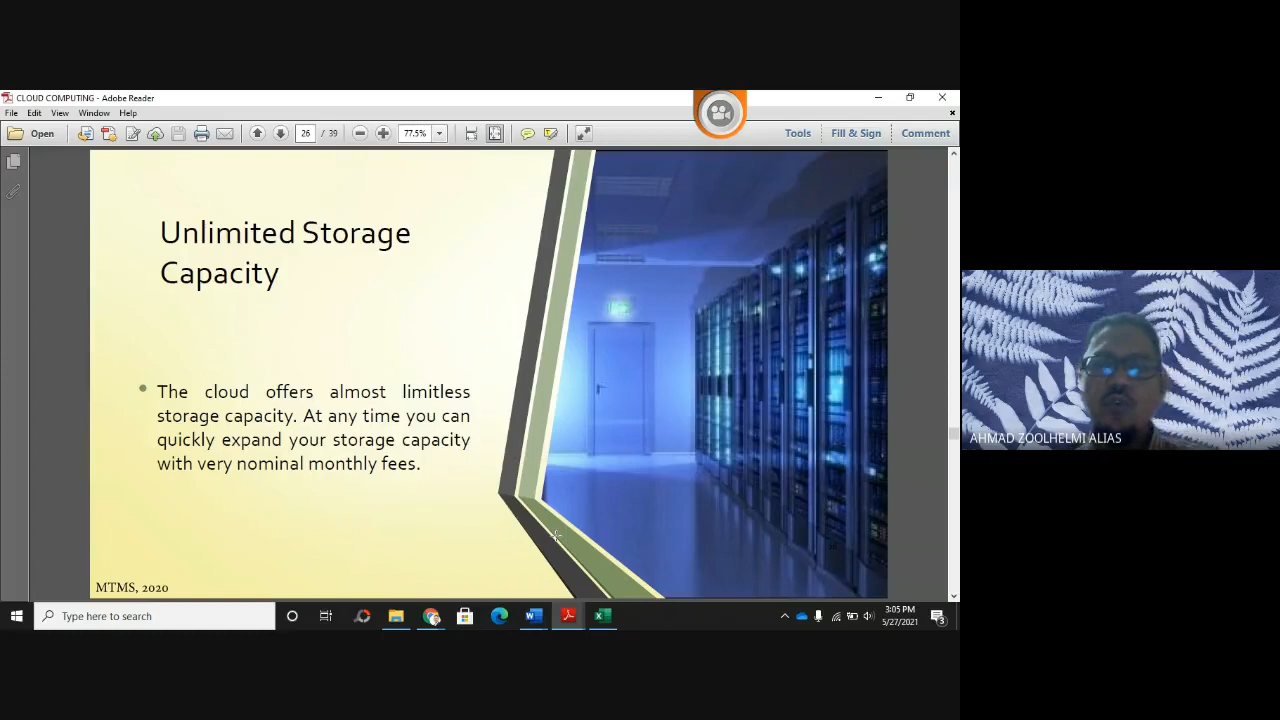 CLOUD COMPUTING - Adobe Reader
File Edit View Window Help
Open 26 / 39 77.5% Tools Fill & Sign Comment
Unlimited Storage
Capacity
The cloud offers almost limitless
storage capacity. At any time you can
quickly expand your storage capacity
with very nominal monthly fees.
MTMS, 2020
AHMAD ZOOLHELMI ALIAS
Type here to search
3:05 PM
5/27/2021
3